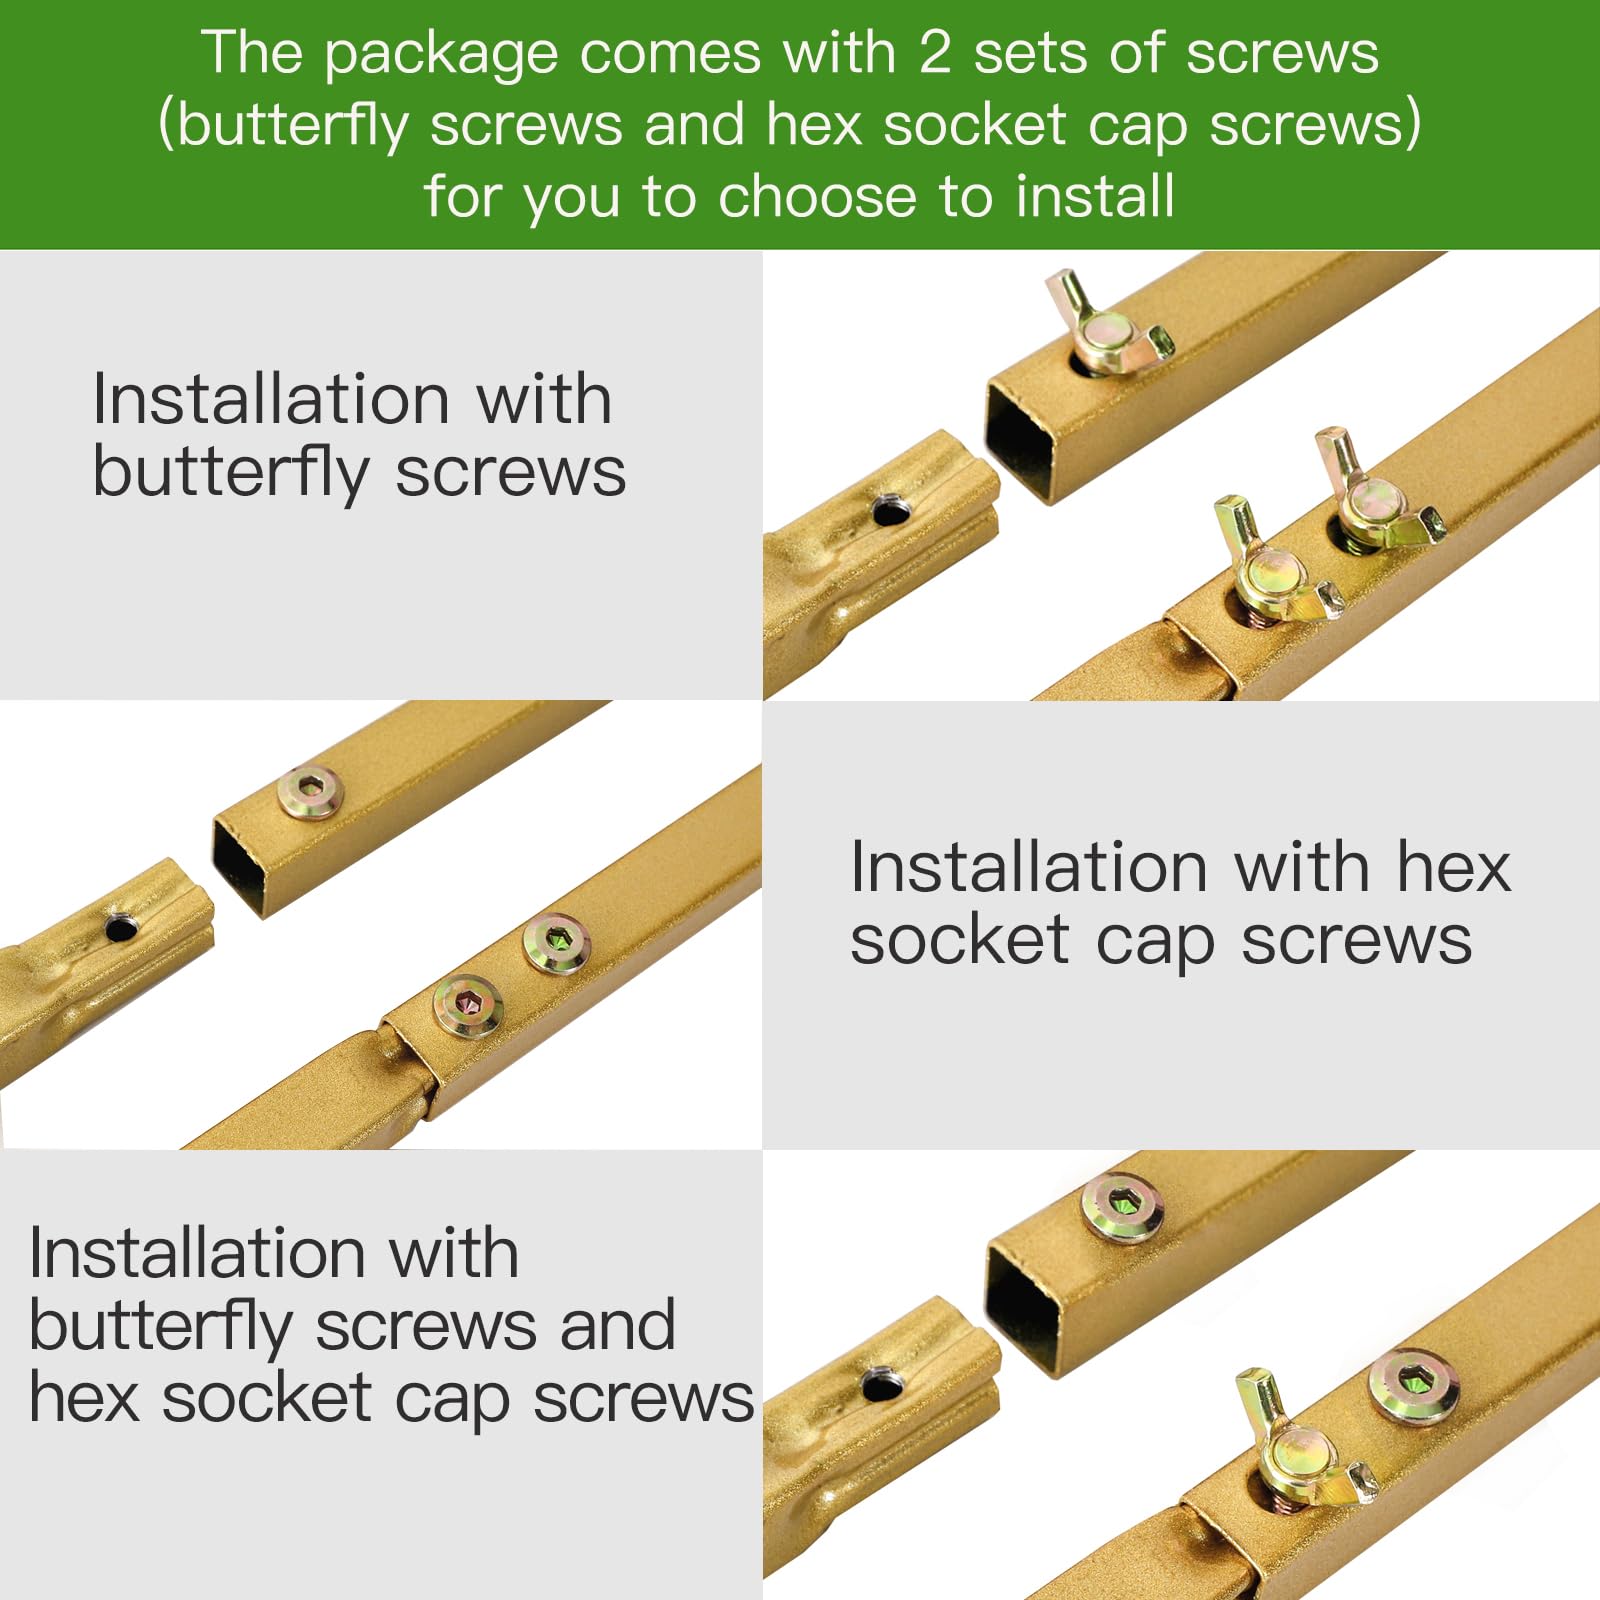 The package comes with 2 sets of screws
(butterfly screws and hex socket cap screws)
for you to choose to install
Installation with
butterfly screws
Installation with hex
socket cap screws
Installation with
butterfly screws and
hex socket cap screws